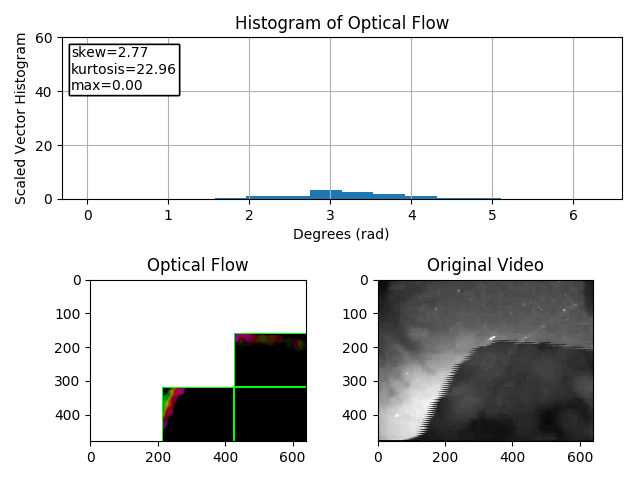 Histogram of Optical Flow
skew=2.77
kurtosis=22.96
max=0.00
Scaled Vector Histogram
60
40
20
0
0 1 2 3 4 5 6
Degrees (rad)
Optical Flow
0
100
200
300
400
0 200 400 600
Original Video
0
100
200
300
400
0 200 400 600